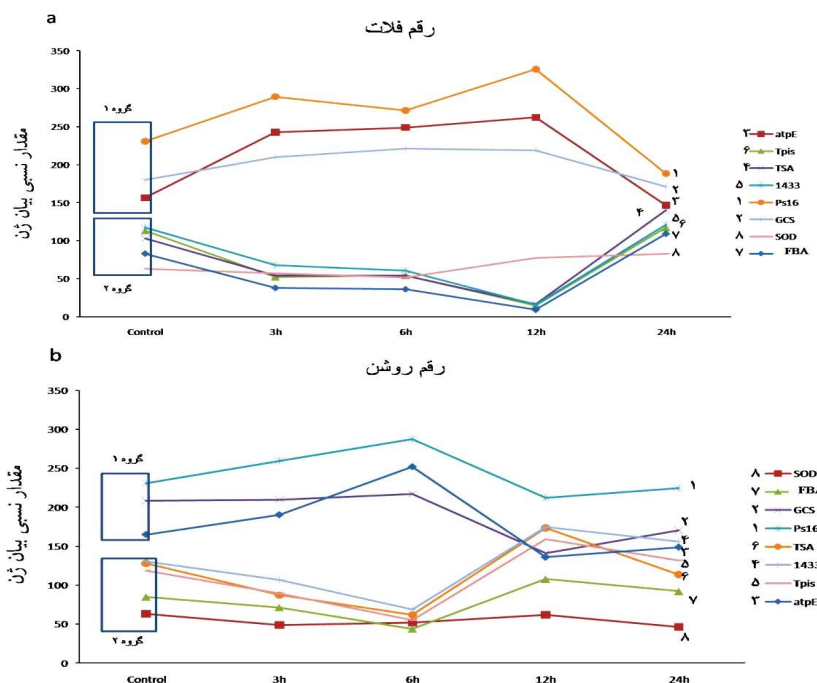 a
رقم فلات
مقدار نسبی بیان ژن
350
300
250
200
150
100
50
0
گروه ۱
گروه ۲
Control 3h 6h 12h 24h
۱
۲
۳
۴
۵
۶
۷
۸
۳ atpE
۶ Tpis
۴ TSA
۵ 1433
۱ Ps16
۲ GCS
۸ SOD
۷ FBA
b
رقم روشن
مقدار نسبی بیان ژن
350
300
250
200
150
100
50
0
گروه ۱
گروه ۲
Control 3h 6h 12h 24h
۱
۲
۴
۳
۵
۶
۷
۸
۸ SOD
۷ FBA
۲ GCS
۱ Ps16
۶ TSA
۴ 1433
۵ Tpis
۳ atpE